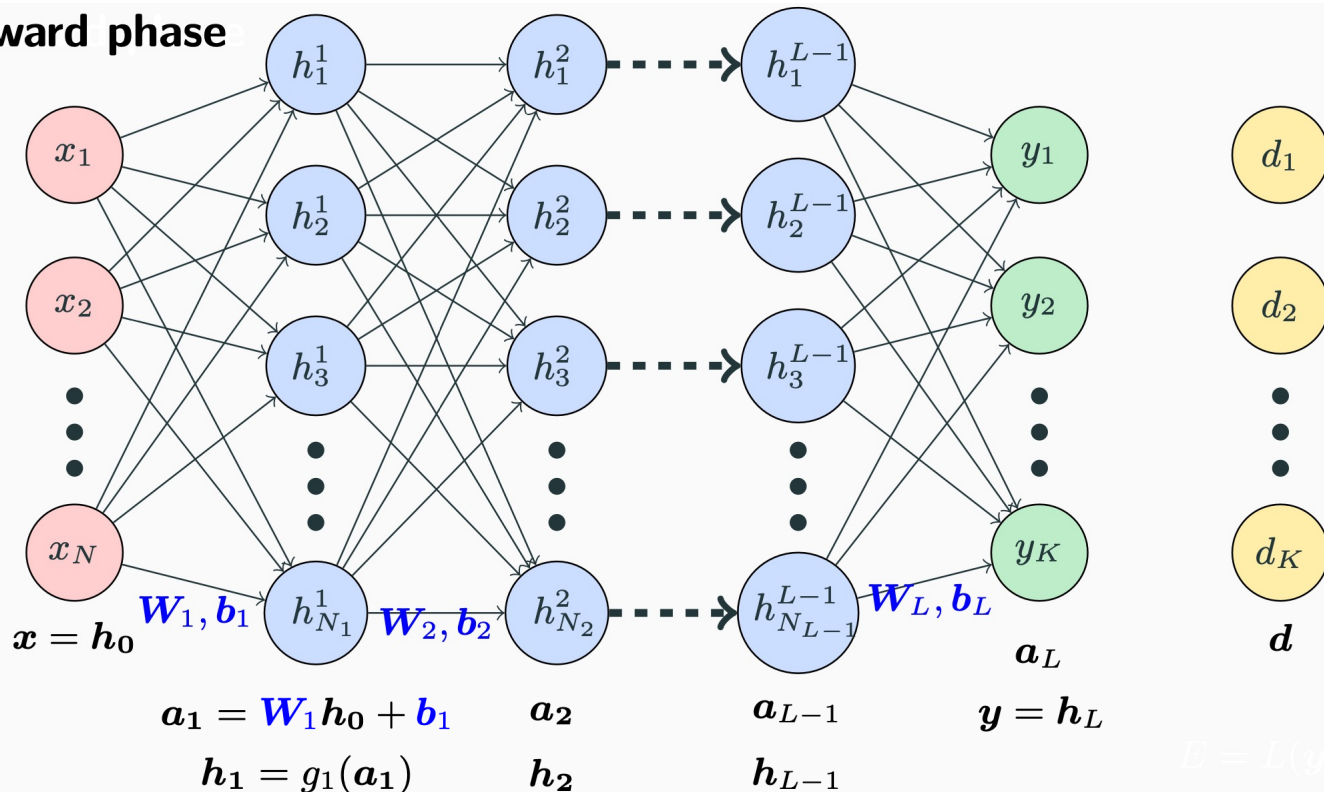 ward phase
x_1
x_2
x_N
x = h_0
h_1^1
h_2^1
h_3^1
h_{N_1}^1
W_1, b_1
a_1 = W_1 h_0 + b_1
h_1 = g_1(a_1)
h_1^2
h_2^2
h_3^2
h_{N_2}^2
W_2, b_2
a_2
h_2
h_1^{L-1}
h_2^{L-1}
h_3^{L-1}
h_{N_{L-1}}^{L-1}
a_{L-1}
h_{L-1}
W_L, b_L
y_1
y_2
y_K
a_L
y = h_L
d_1
d_2
d_K
d
E = L(y